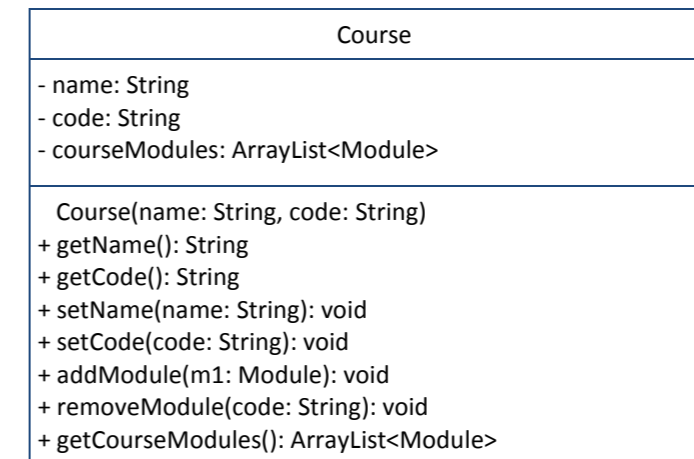 Course
- name: String
- code: String
- courseModules: ArrayList<Module>
Course(name: String, code: String)
+ getName(): String
+ getCode(): String
+ setName(name: String): void
+ setCode(code: String): void
+ addModule(m1: Module): void
+ removeModule(code: String): void
+ getCourseModules(): ArrayList<Module>